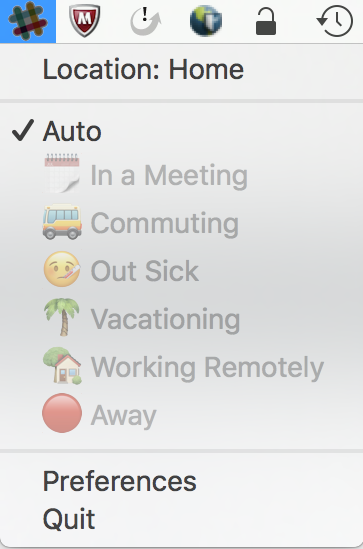 Location: Home
Auto
In a Meeting
Commuting
Out Sick
Vacationing
Working Remotely
Away
Preferences
Quit